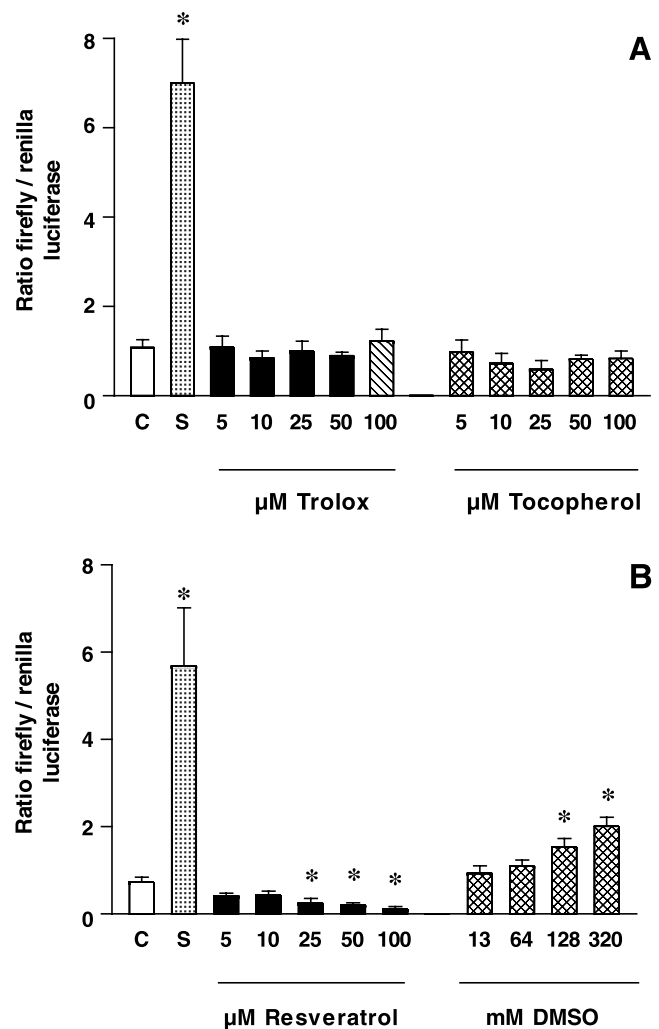 A
Ratio firefly / renilla
luciferase
8
6
4
2
0
*
C S 5 10 25 50 100 5 10 25 50 100
µM Trolox µM Tocopherol
B
Ratio firefly / renilla
luciferase
8
6
4
2
0
*
* * *
* *
C S 5 10 25 50 100 13 64 128 320
µM Resveratrol mM DMSO